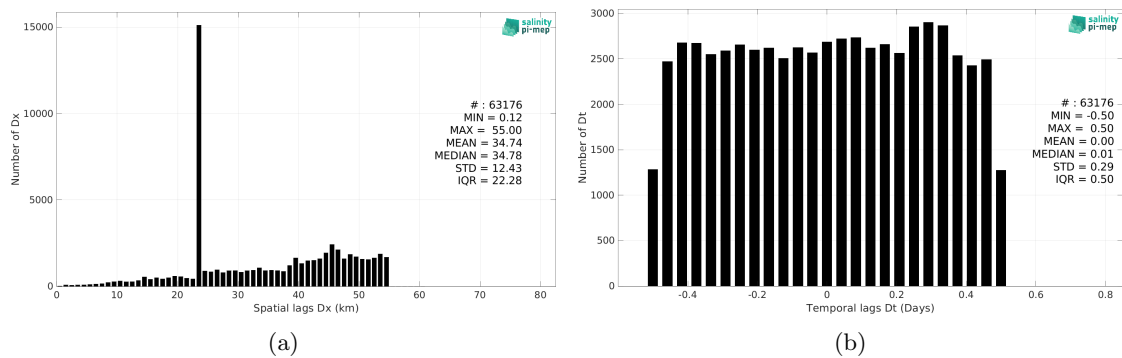 15000
10000
5000
0
Number of Dx
salinity
pi-mep
# : 63176
MIN = 0.12
MAX = 55.00
MEAN = 34.74
MEDIAN = 34.78
STD = 12.43
IQR = 22.28
0 10 20 30 40 50 60 70 80
Spatial lags Dx (km)
(a)
3000
2500
2000
1500
1000
500
0
Number of Dt
salinity
pi-mep
# : 63176
MIN = -0.50
MAX = 0.50
MEAN = 0.00
MEDIAN = 0.01
STD = 0.29
IQR = 0.50
-0.4 -0.2 0 0.2 0.4 0.6 0.8
Temporal lags Dt (Days)
(b)